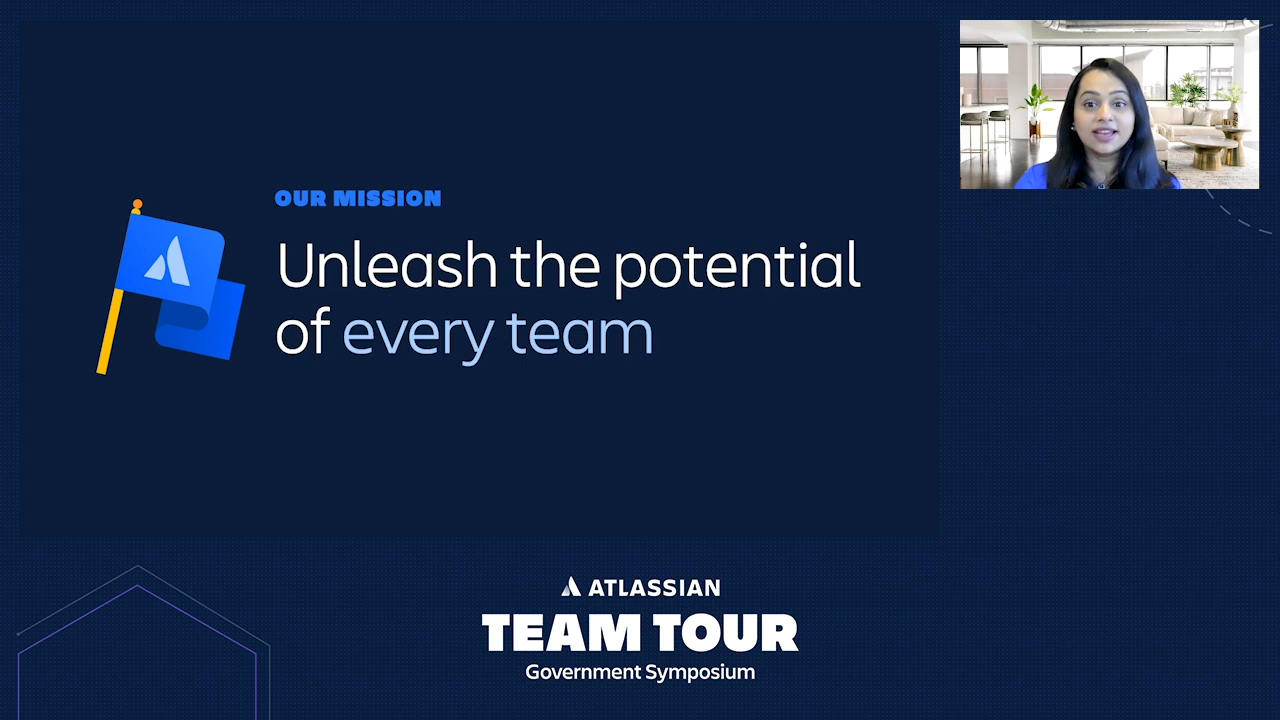 OUR MISSION
Unleash the potential
of every team
ATLASSIAN
TEAM TOUR
Government Symposium